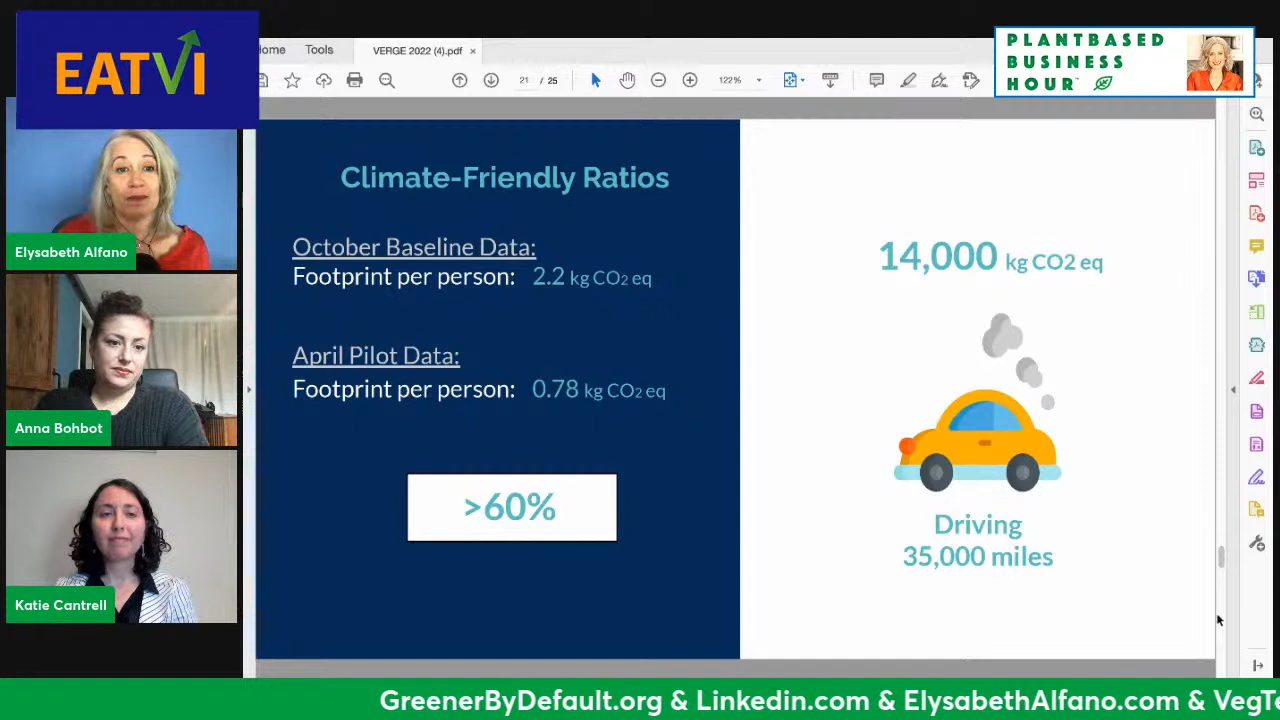 EATVI
ome
Tools
VERGE 2022 (4).pdf
×
PLANTBASED
BUSINESS
HOUR™
21 / 25
122%
Elysabeth Alfano
Anna Bohbot
Katie Cantrell
Climate-Friendly Ratios
October Baseline Data:
Footprint per person: 2.2 kg CO2 eq
April Pilot Data:
Footprint per person: 0.78 kg CO2 eq
>60%
14,000 kg CO2 eq
Driving
35,000 miles
GreenerByDefault.org & Linkedin.com & ElysabethAlfano.com & VegTe